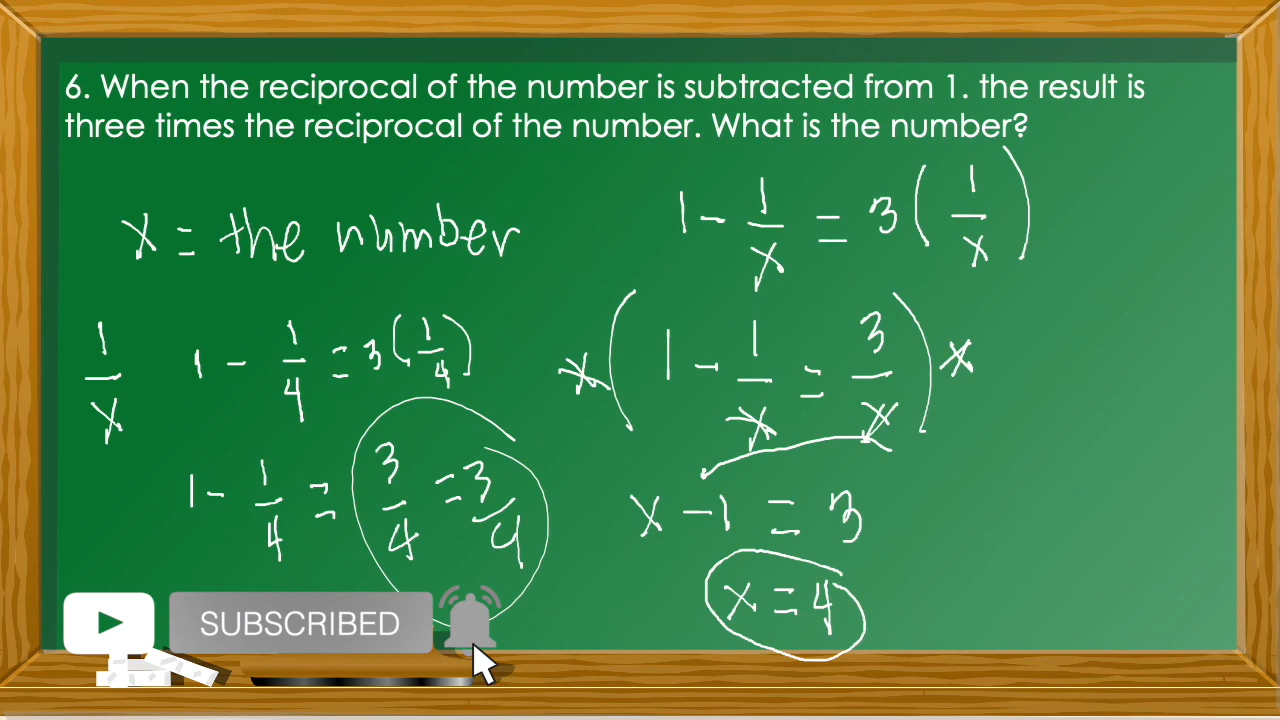 6. When the reciprocal of the number is subtracted from 1. the result is
three times the reciprocal of the number. What is the number?
x = the number
1/x
1 - 1/4 = 3(1/4)
1 - 1/4 = 3/4 = 3/4
1 - 1/x = 3(1/x)
x(1 - 1/x = 3/x)x
x - 1 = 3
x = 4
SUBSCRIBED